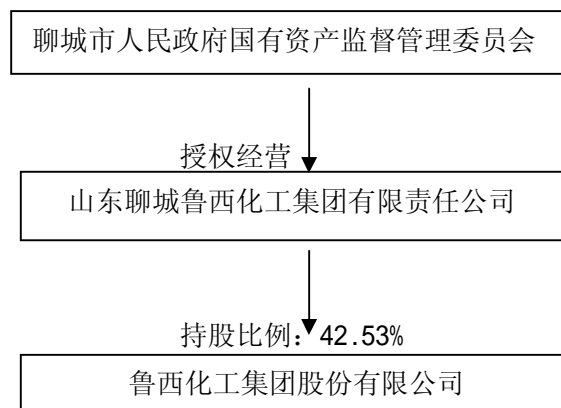 聊城市人民政府国有资产监督管理委员会
授权经营
山东聊城鲁西化工集团有限责任公司
持股比例：42.53%
鲁西化工集团股份有限公司